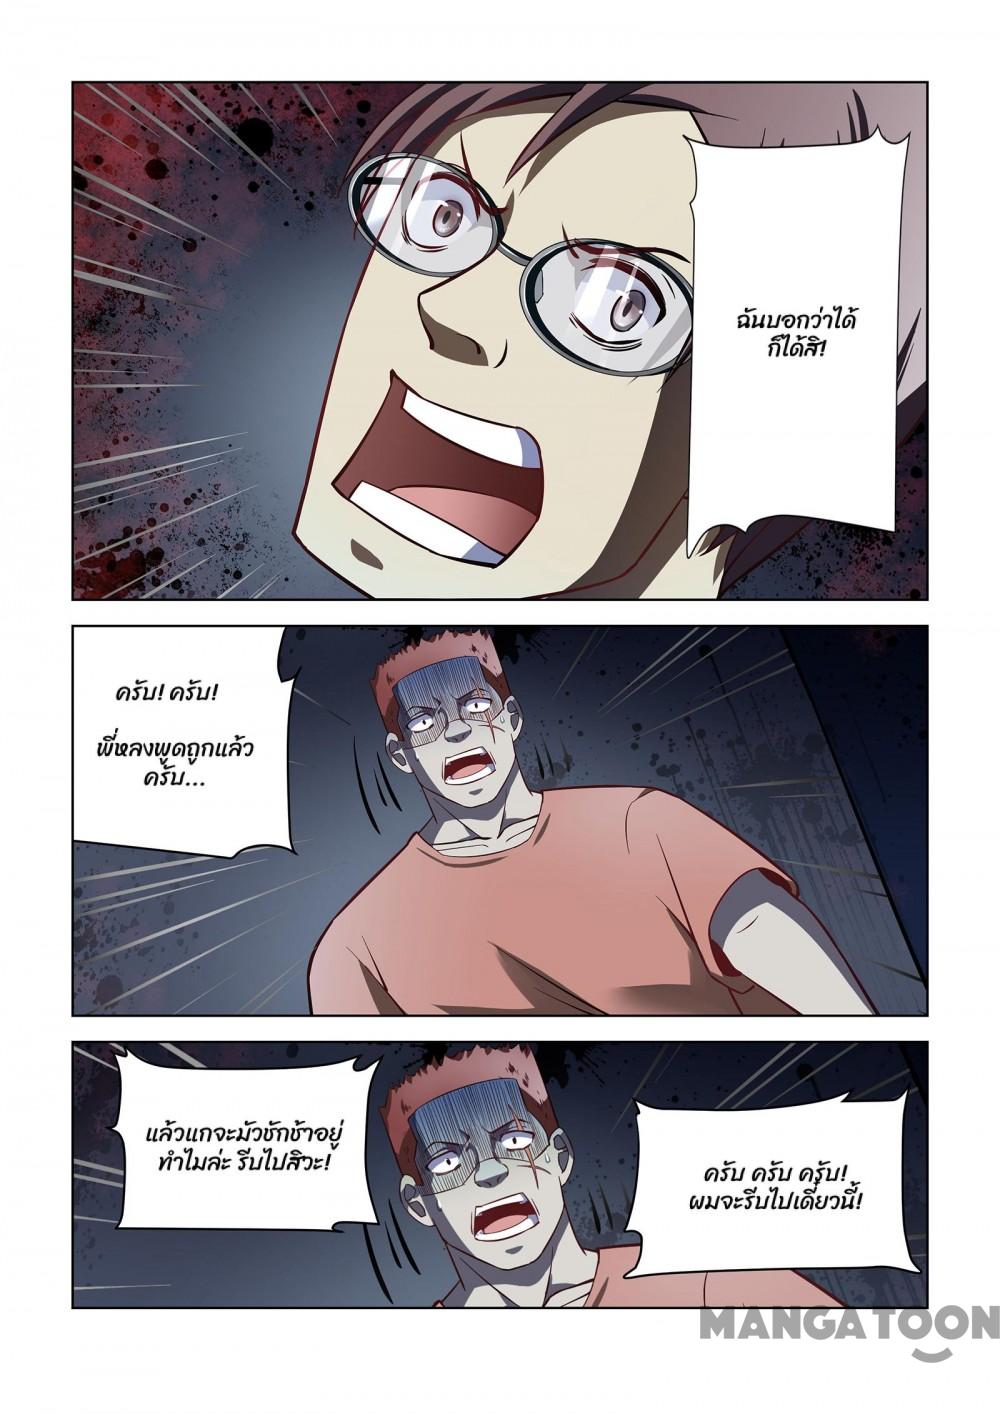 ฉันบอกว่าได้
ก็ได้สิ!
ครับ! ครับ!
พี่หลงพูดถูกแล้ว
ครับ...
แล้วแกจะมัวชักช้าอยู่
ทำไมล่ะ รีบไปสิวะ!
ครับ ครับ ครับ!
ผมจะรีบไปเดี๋ยวนี้!
MANGATOON